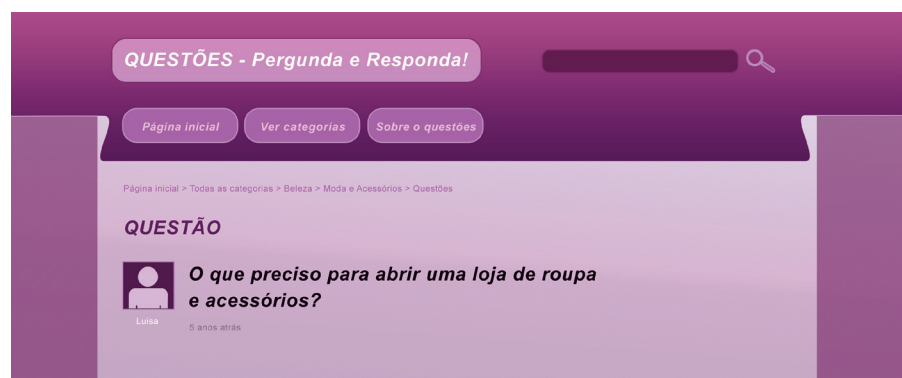 QUESTÕES - Pergunda e Responda!
Página inicial
Ver categorias
Sobre o questões
Página inicial > Todas as categorias > Beleza > Moda e Acessórios > Questões
QUESTÃO
O que preciso para abrir uma loja de roupa
e acessórios?
Luisa
5 anos atrás